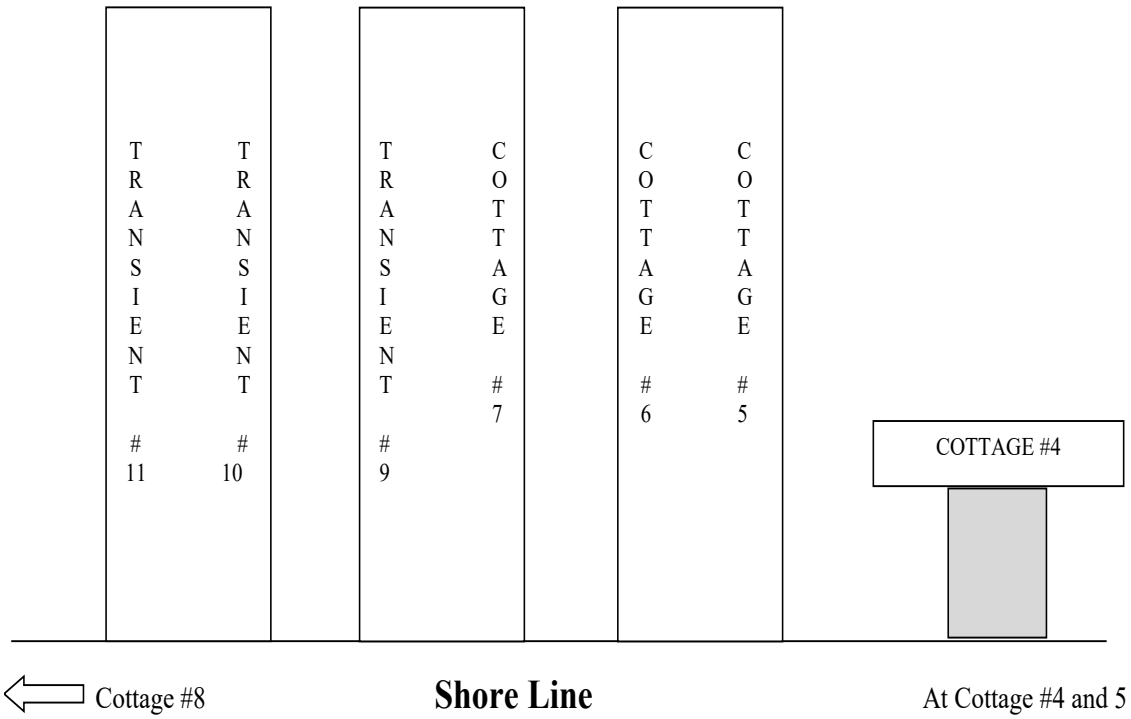 TRANSIENT #11
TRANSIENT #10
TRANSIENT #9
COTTAGE #7
COTTAGE #6
COTTAGE #5
COTTAGE #4
Cottage #8
Shore Line
At Cottage #4 and 5